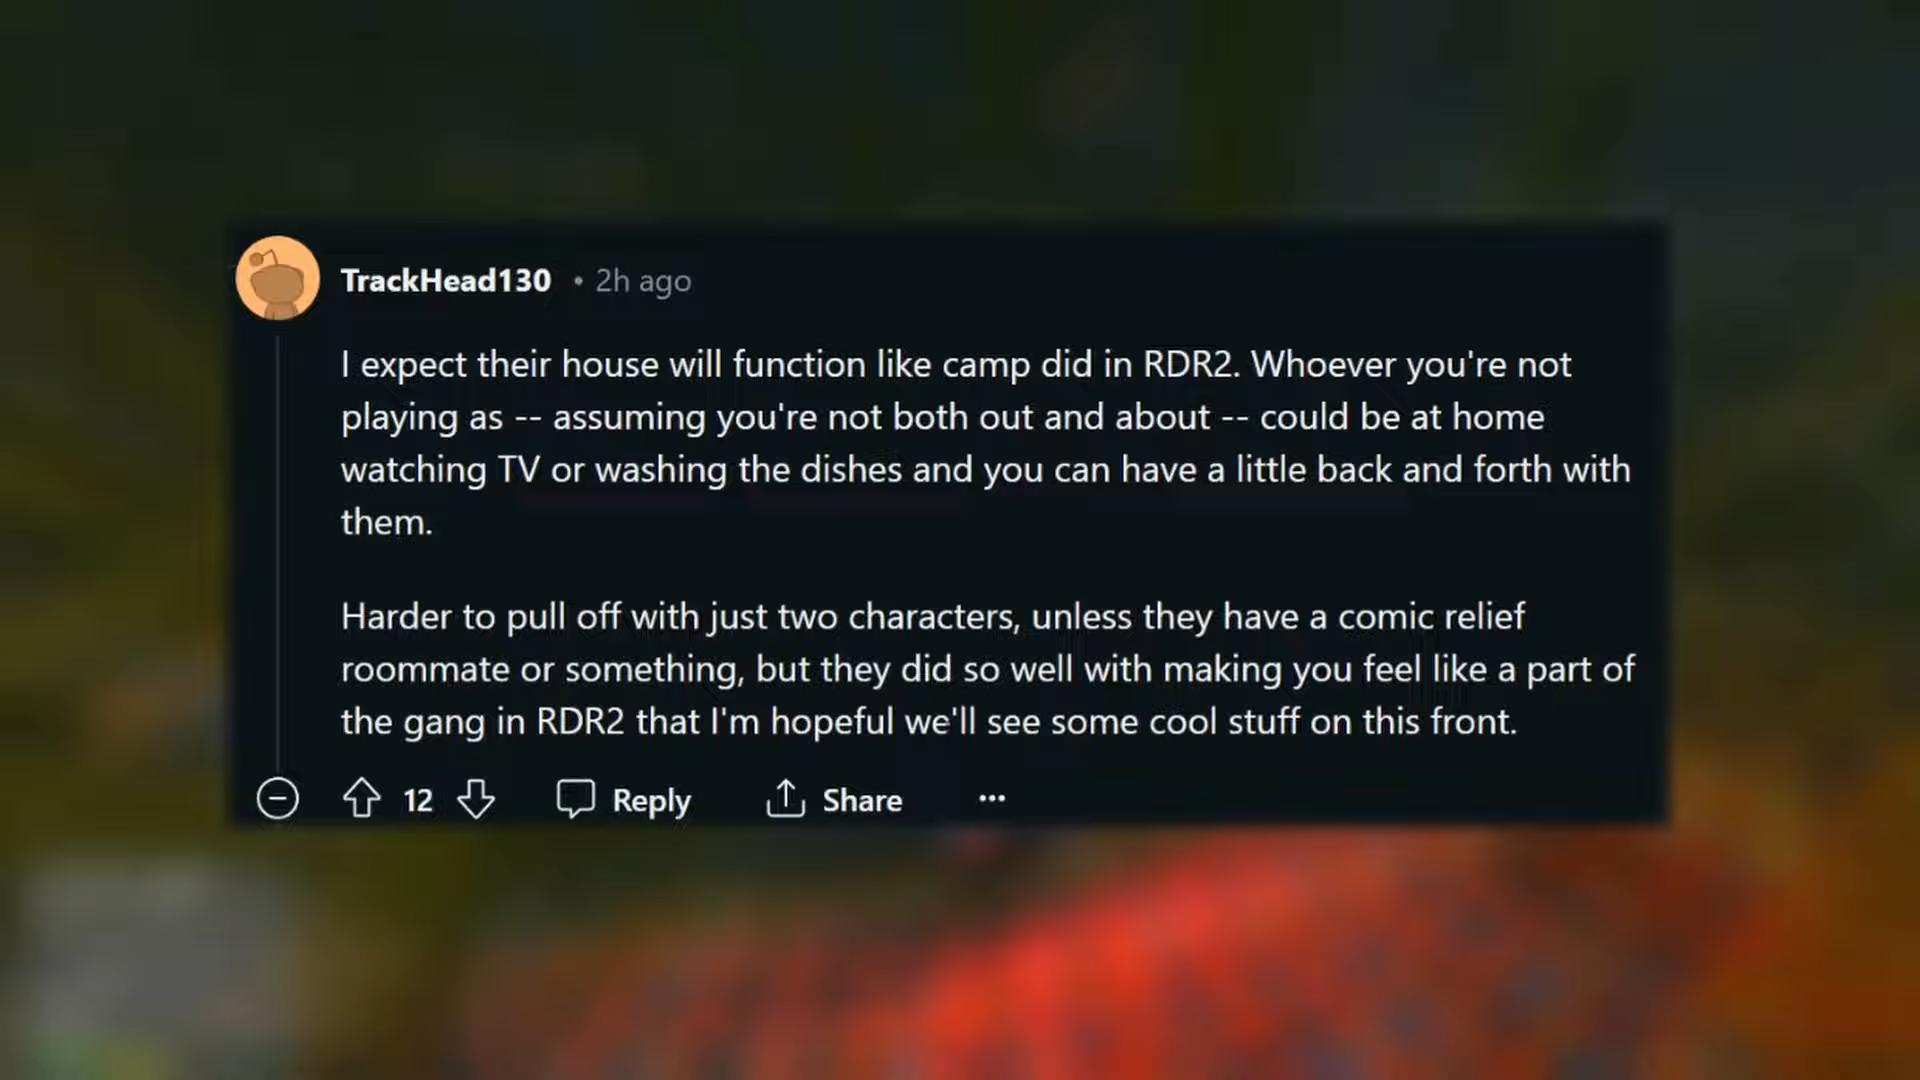 TrackHead130 • 2h ago
I expect their house will function like camp did in RDR2. Whoever you're not
playing as -- assuming you're not both out and about -- could be at home
watching TV or washing the dishes and you can have a little back and forth with
them.
Harder to pull off with just two characters, unless they have a comic relief
roommate or something, but they did so well with making you feel like a part of
the gang in RDR2 that I'm hopeful we'll see some cool stuff on this front.
12 Reply Share ...